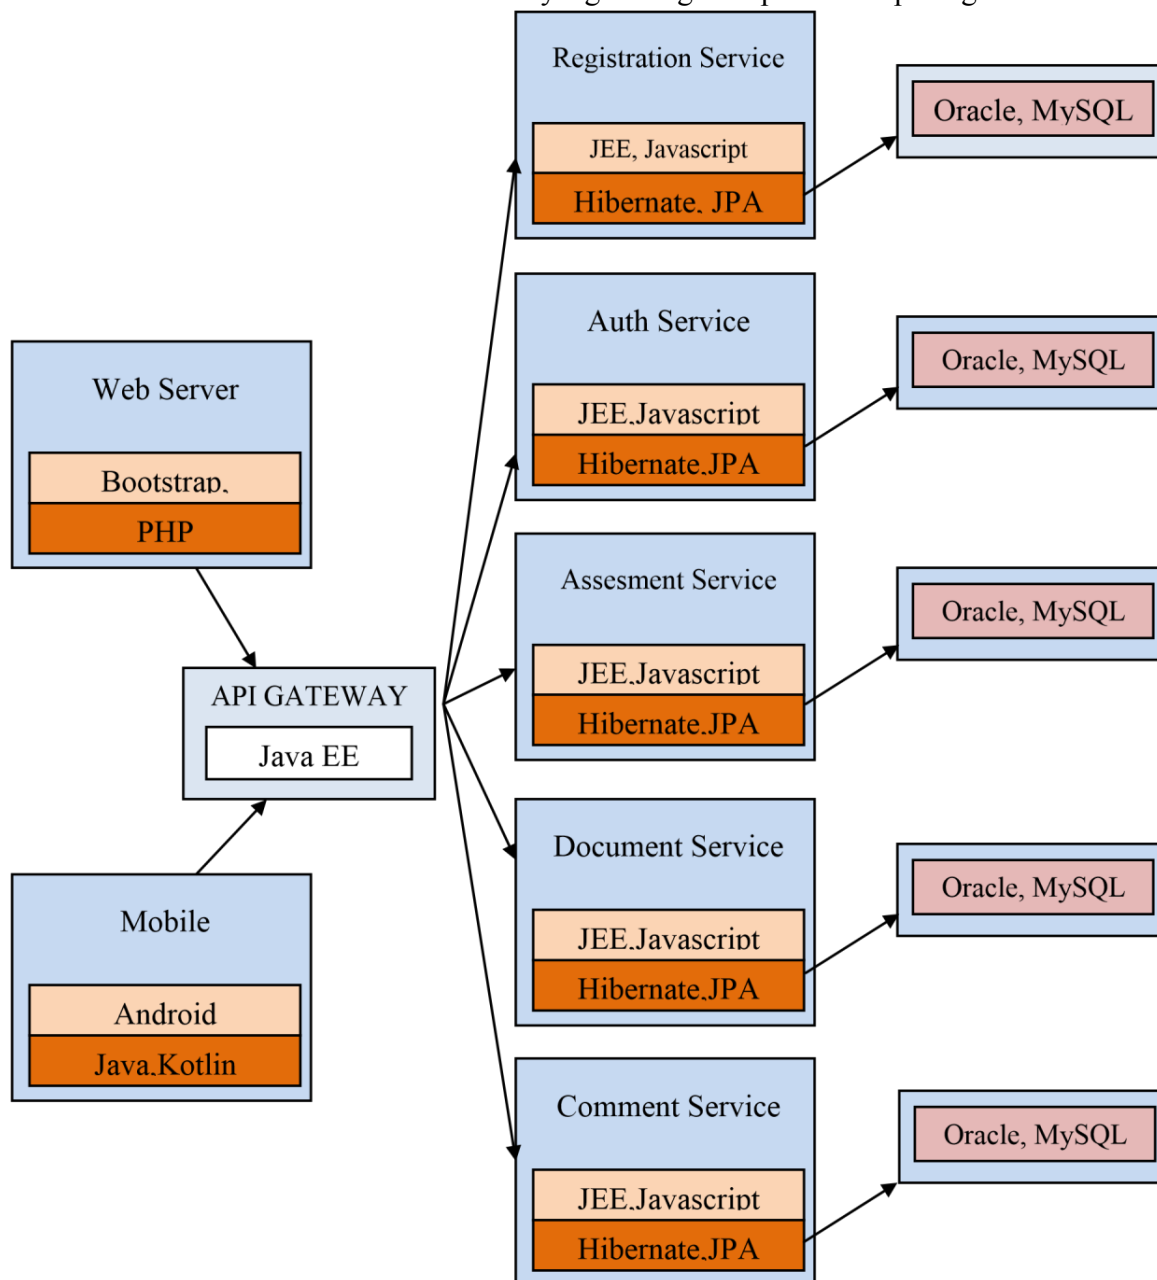 Registration Service
JEE, Javascript
Hibernate, JPA
Oracle, MySQL
Auth Service
JEE,Javascript
Hibernate,JPA
Oracle, MySQL
Web Server
Bootstrap,
PHP
Assesment Service
JEE,Javascript
Hibernate,JPA
Oracle, MySQL
API GATEWAY
Java EE
Document Service
JEE,Javascript
Hibernate,JPA
Oracle, MySQL
Mobile
Android
Java,Kotlin
Comment Service
JEE,Javascript
Hibernate,JPA
Oracle, MySQL